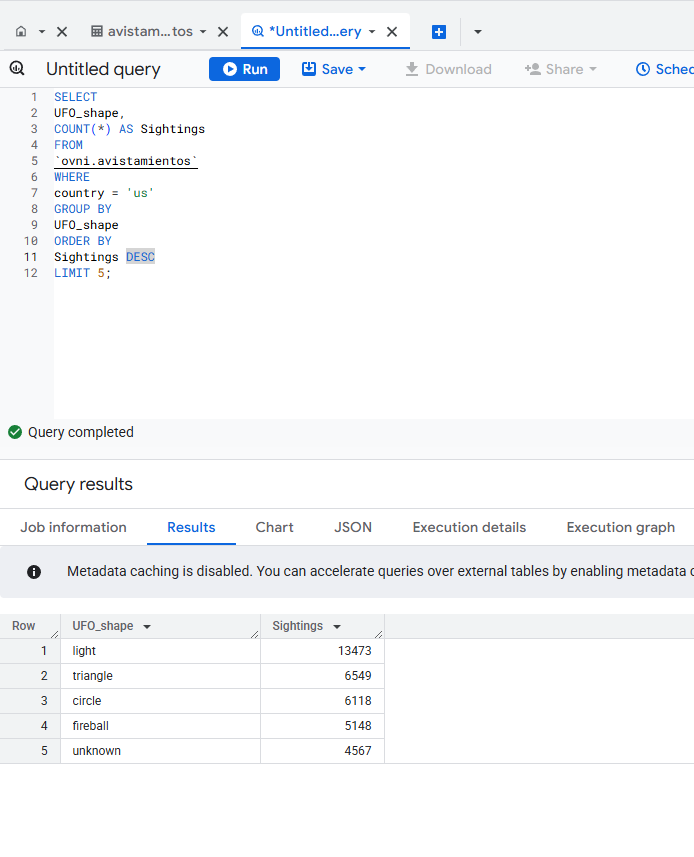 avistam...tos
*Untitled...ery
Untitled query
Run
Save
Download
Share
1 SELECT
2 UFO_shape,
3 COUNT(*) AS Sightings
4 FROM
5 `ovni.avistamientos`
6 WHERE
7 country = 'us'
8 GROUP BY
9 UFO_shape
10 ORDER BY
11 Sightings DESC
12 LIMIT 5;
Query completed
Query results
Job information Results Chart JSON Execution details Execution graph
Metadata caching is disabled. You can accelerate queries over external tables by enabling metadata
Row UFO_shape Sightings
1 light 13473
2 triangle 6549
3 circle 6118
4 fireball 5148
5 unknown 4567